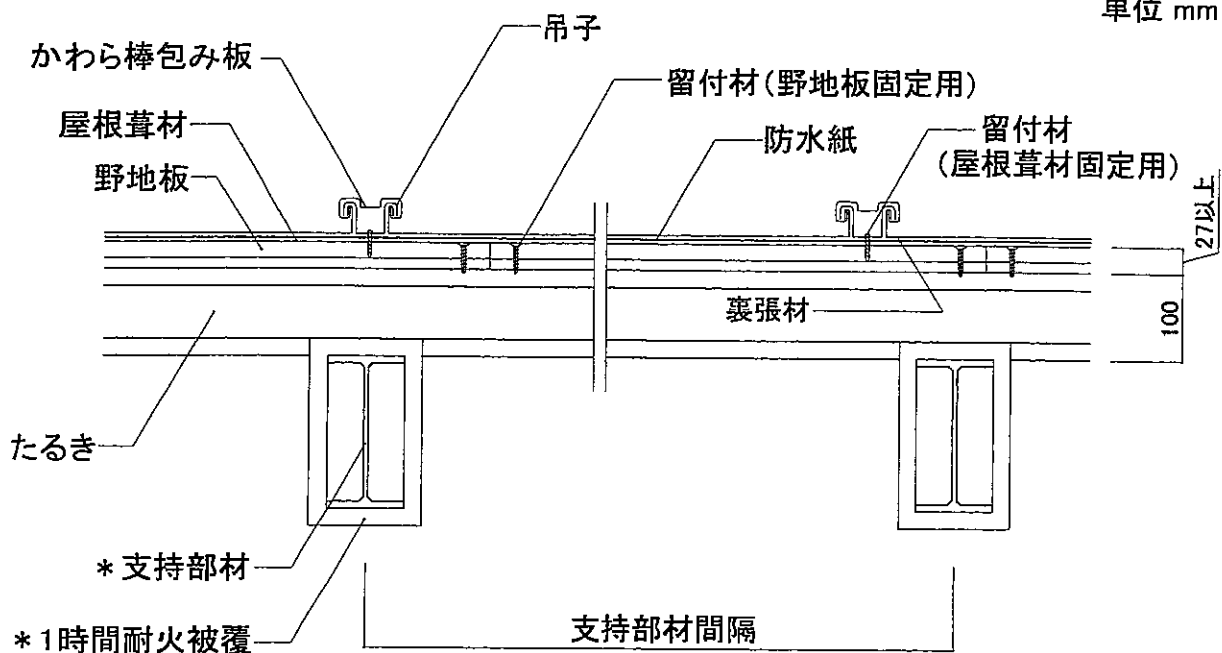 単位 mm
吊子
かわら棒包み板
留付材(野地板固定用)
屋根葺材
防水紙
留付材
(屋根葺材固定用)
野地板
27以上
裏張材
100
たるき
*支持部材
*1時間耐火被覆
支持部材間隔